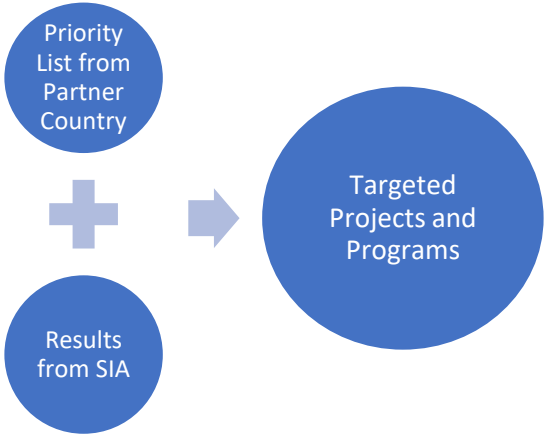 Priority
List from
Partner
Country
Targeted
Projects and
Programs
Results
from SIA